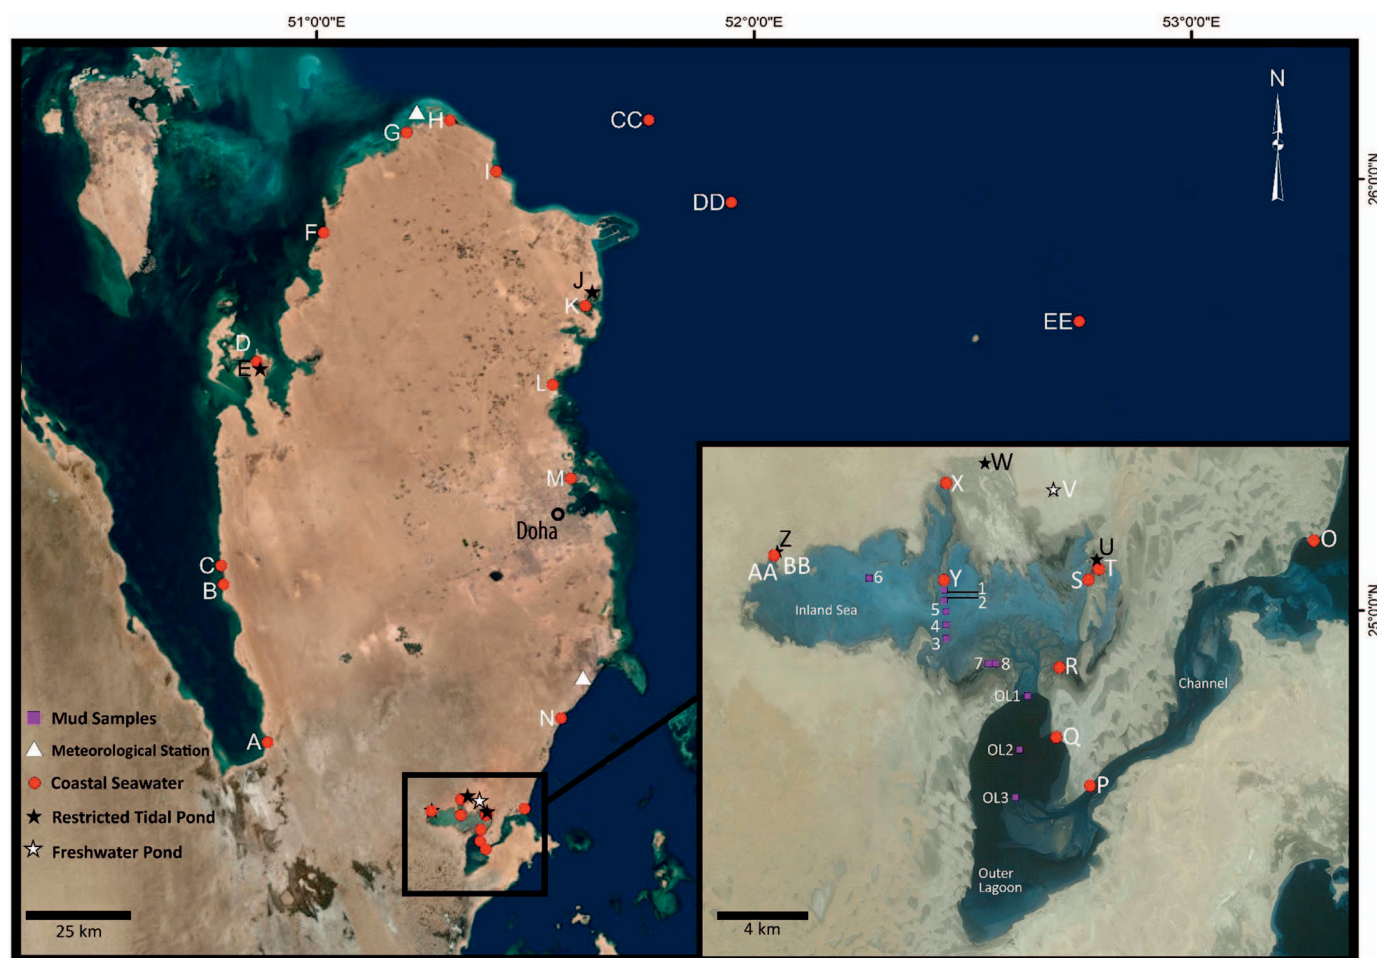 51°0'0"E
52°0'0"E
53°0'0"E
N
26°0'0"N
25°0'0"N
CC
G
H
I
DD
F
J
K
EE
D
E
L
M
Doha
C
B
N
A
Mud Samples
Meteorological Station
Coastal Seawater
Restricted Tidal Pond
Freshwater Pond
25 km
W
X
V
O
Z
U
AA
BB
T
6
Y
S
1
2
Inland Sea
5
4
3
7
8
R
Channel
OL1
Q
OL2
P
OL3
Outer
Lagoon
4 km